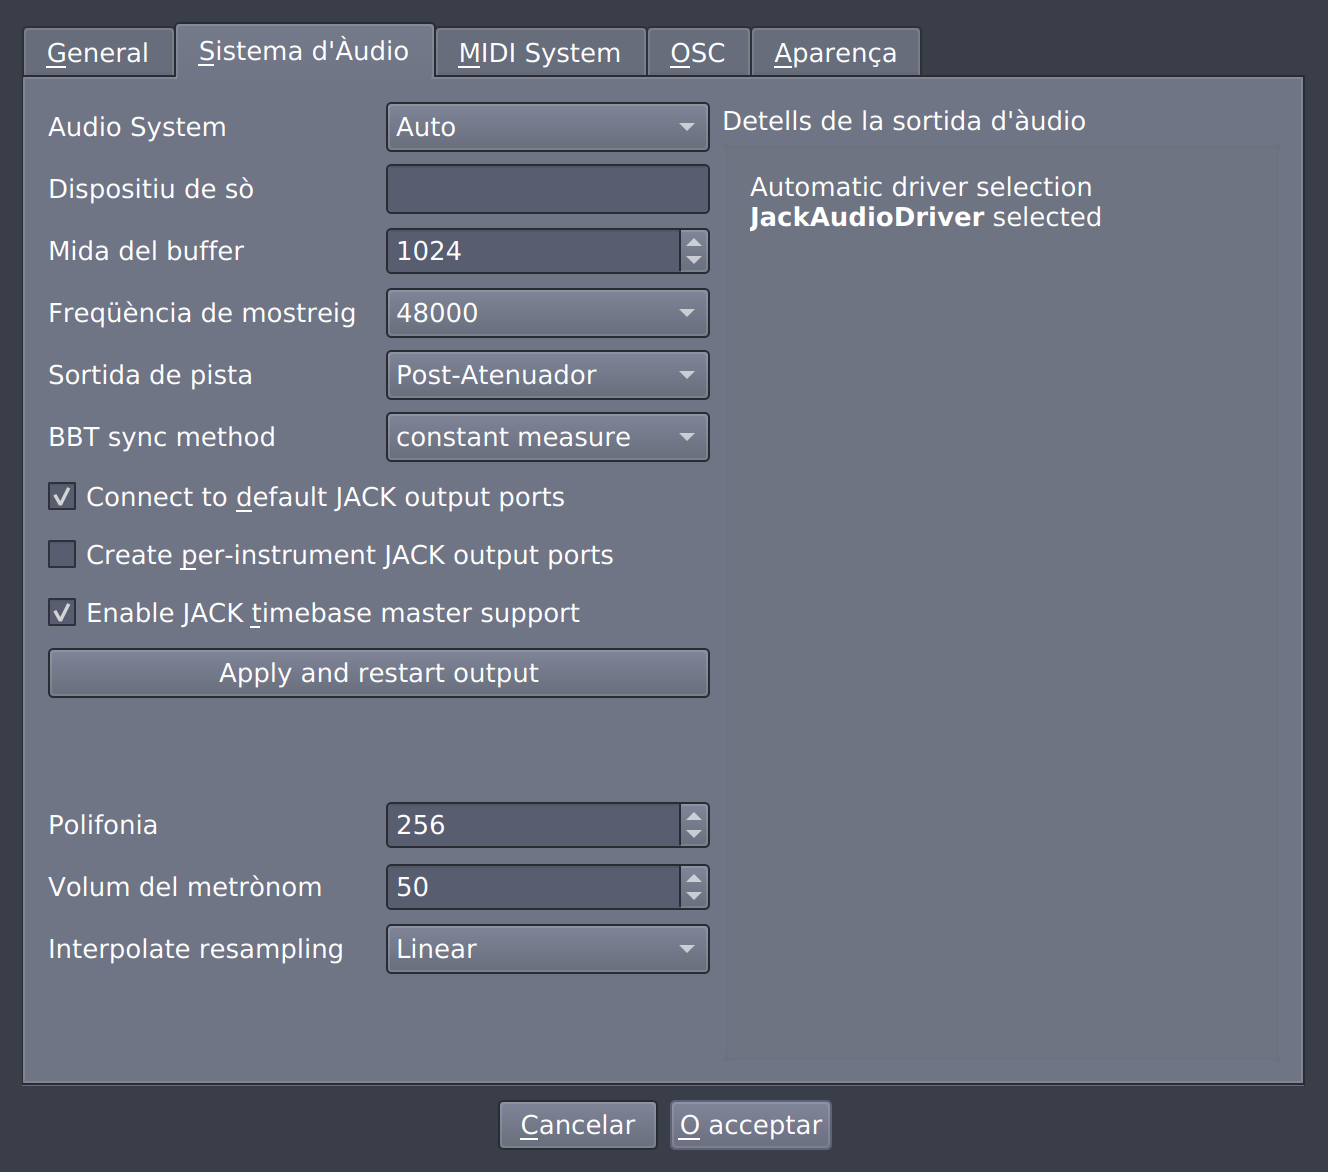 General
Sistema d'Àudio
MIDI System
OSC
Aparença
Audio System
Auto
Dispositiu de sò
Mida del buffer
1024
Freqüència de mostreig
48000
Sortida de pista
Post-Atenuador
BBT sync method
constant measure
Connect to default JACK output ports
Create per-instrument JACK output ports
Enable JACK timebase master support
Apply and restart output
Polifonia
256
Volum del metrònom
50
Interpolate resampling
Linear
Detells de la sortida d'àudio
Automatic driver selection
JackAudioDriver selected
Cancelar
O acceptar